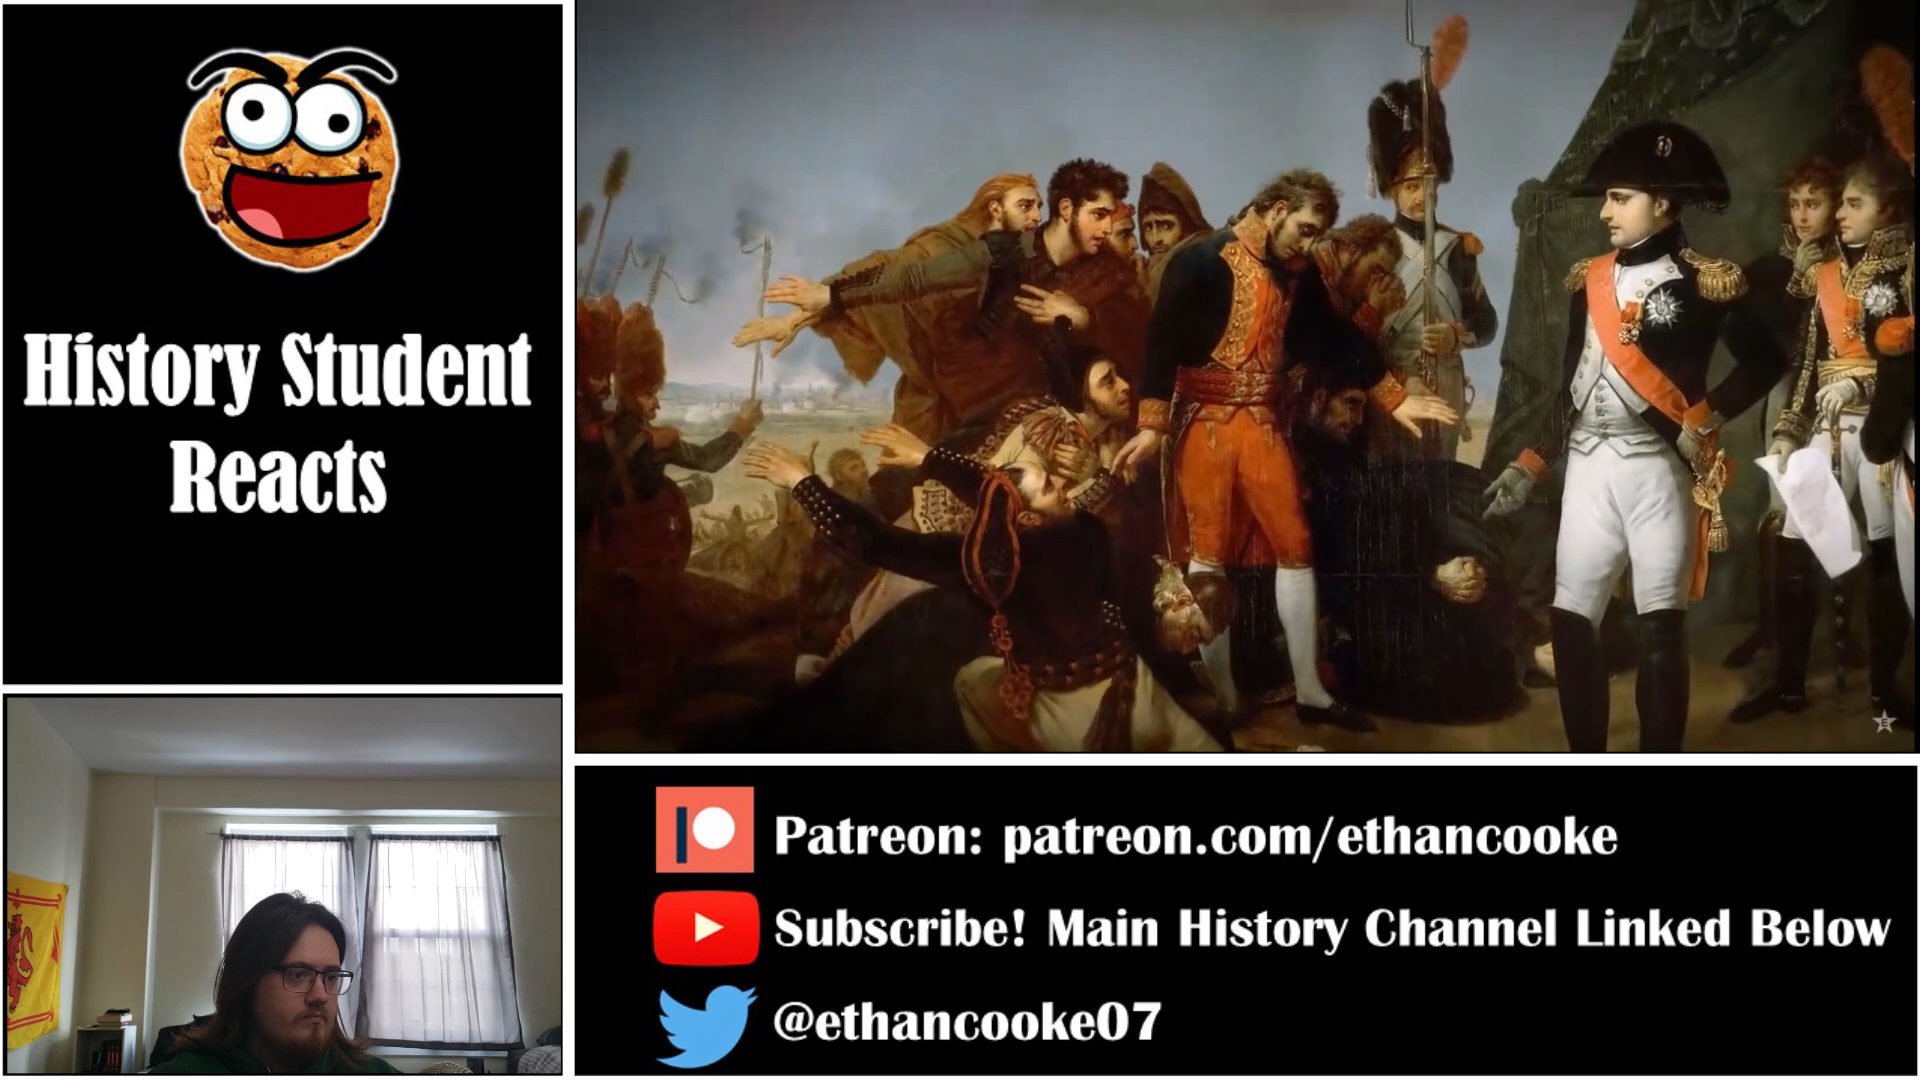 History Student
Reacts
E
Patreon: patreon.com/ethancooke
Subscribe! Main History Channel Linked Below
@ethancooke07